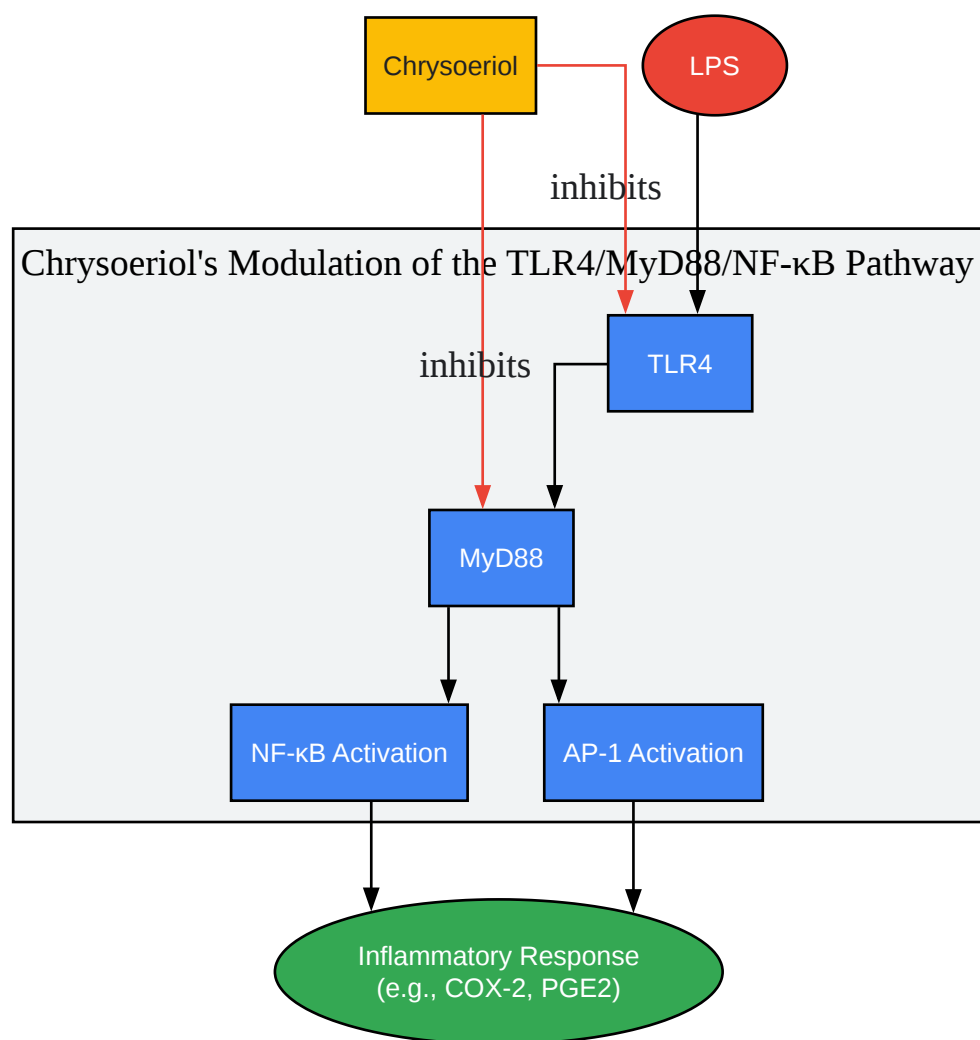 Chrysoeriol
LPS
inhibits
Chrysoeriol's Modulation of the TLR4/MyD88/NF-κB Pathway
inhibits
TLR4
MyD88
NF-κB Activation
AP-1 Activation
Inflammatory Response
(e.g., COX-2, PGE2)